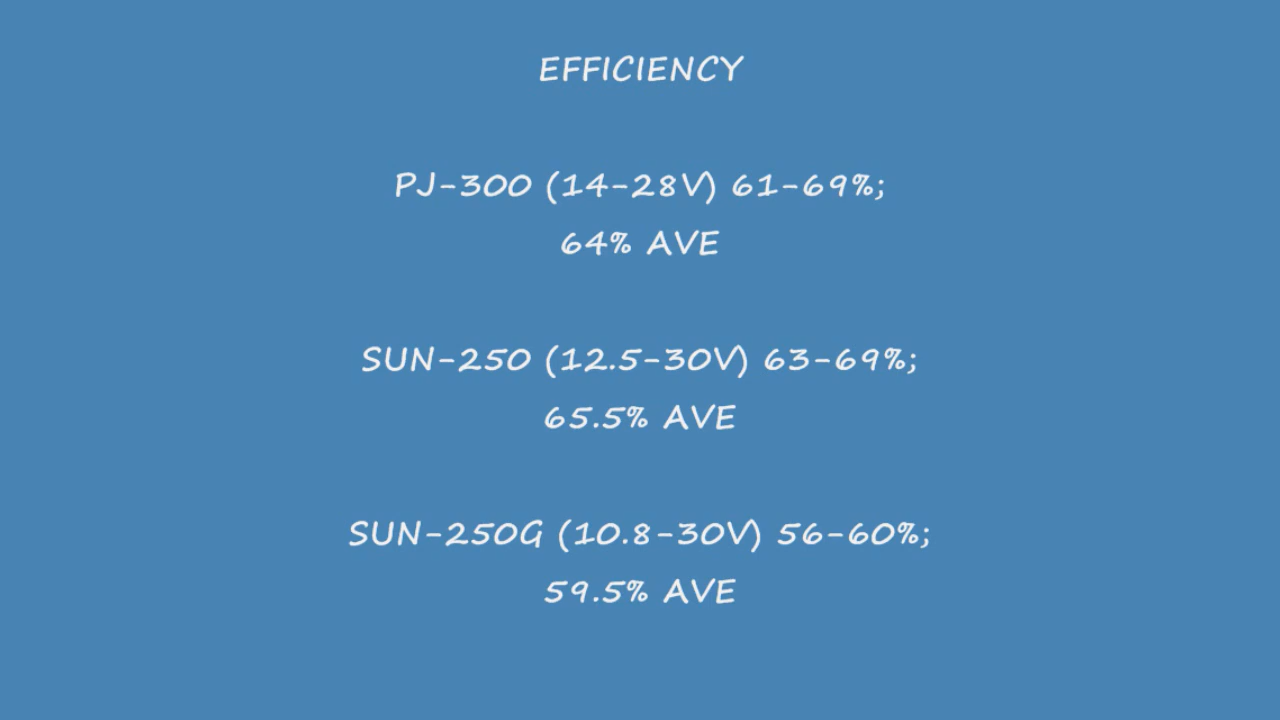 EFFICIENCY
PJ-300 (14-28V) 61-69%;
64% AVE
SUN-250 (12.5-30V) 63-69%;
65.5% AVE
SUN-250G (10.8-30V) 56-60%;
59.5% AVE